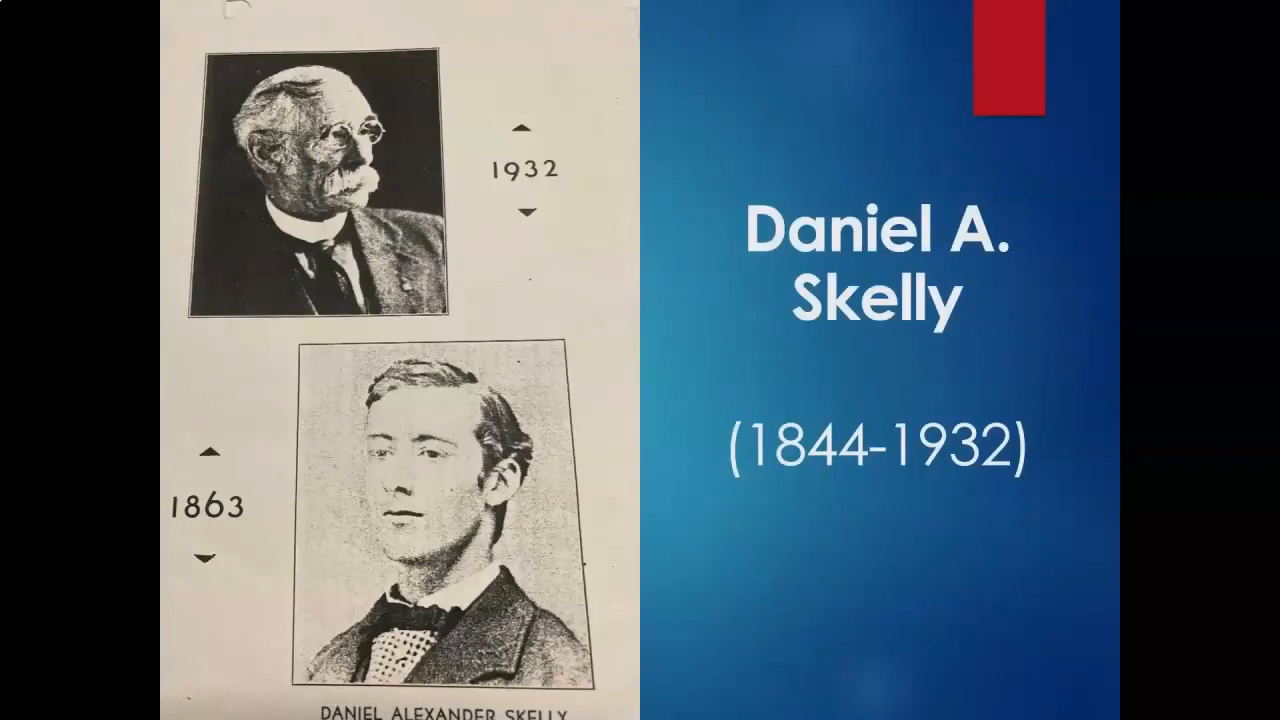 1932
1863
DANIEL ALEXANDER SKELLY
Daniel A.
Skelly
(1844-1932)